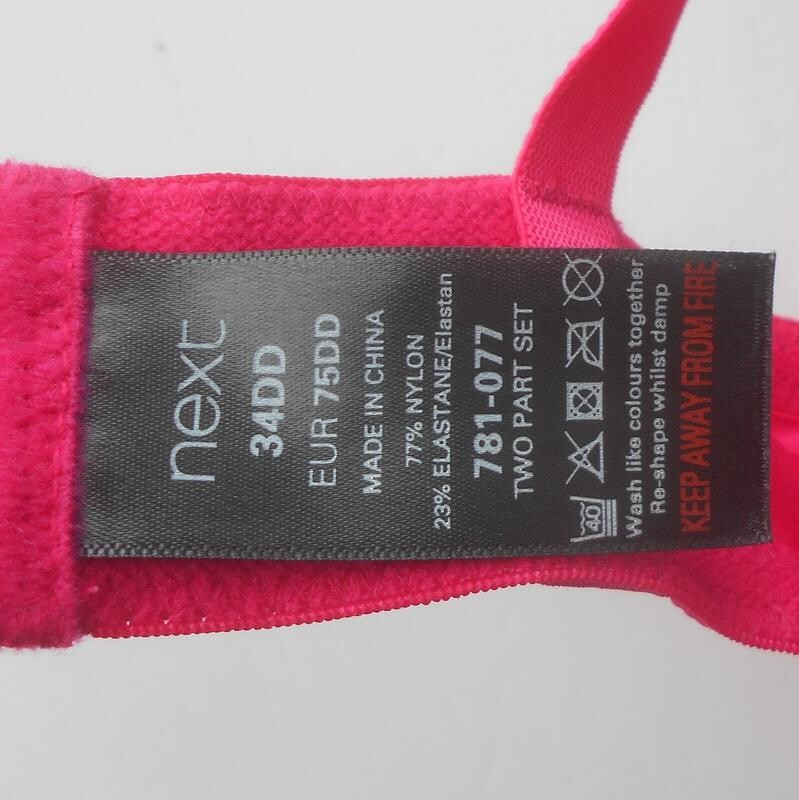 next
34DD
EUR 75DD
MADE IN CHINA
77% NYLON
23% ELASTANE/Elastan
781-077
TWO PART SET
40
Wash like colours together
Re-shape whilst damp
KEEP AWAY FROM FIRE